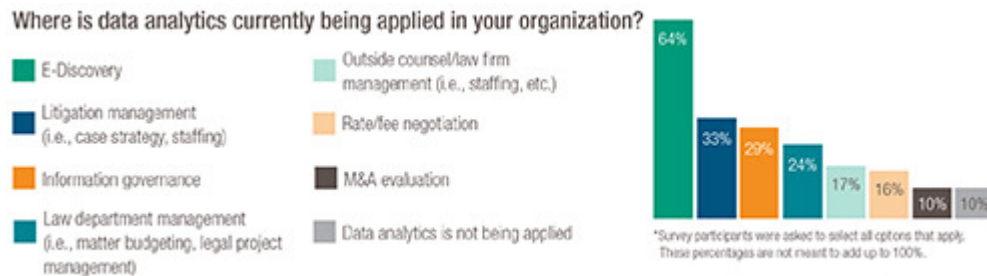 Where is data analytics currently being applied in your organization?
E-Discovery
Litigation management
(i.e., case strategy, staffing)
Information governance
Law department management
(i.e., matter budgeting, legal project
management)
Outside counsel/law firm
management (i.e., staffing, etc.)
Rate/fee negotiation
M&A evaluation
Data analytics is not being applied
64%
33%
29%
24%
17%
16%
10%
10%
*Survey participants were asked to select all options that apply.
These percentages are not meant to add up to 100%.